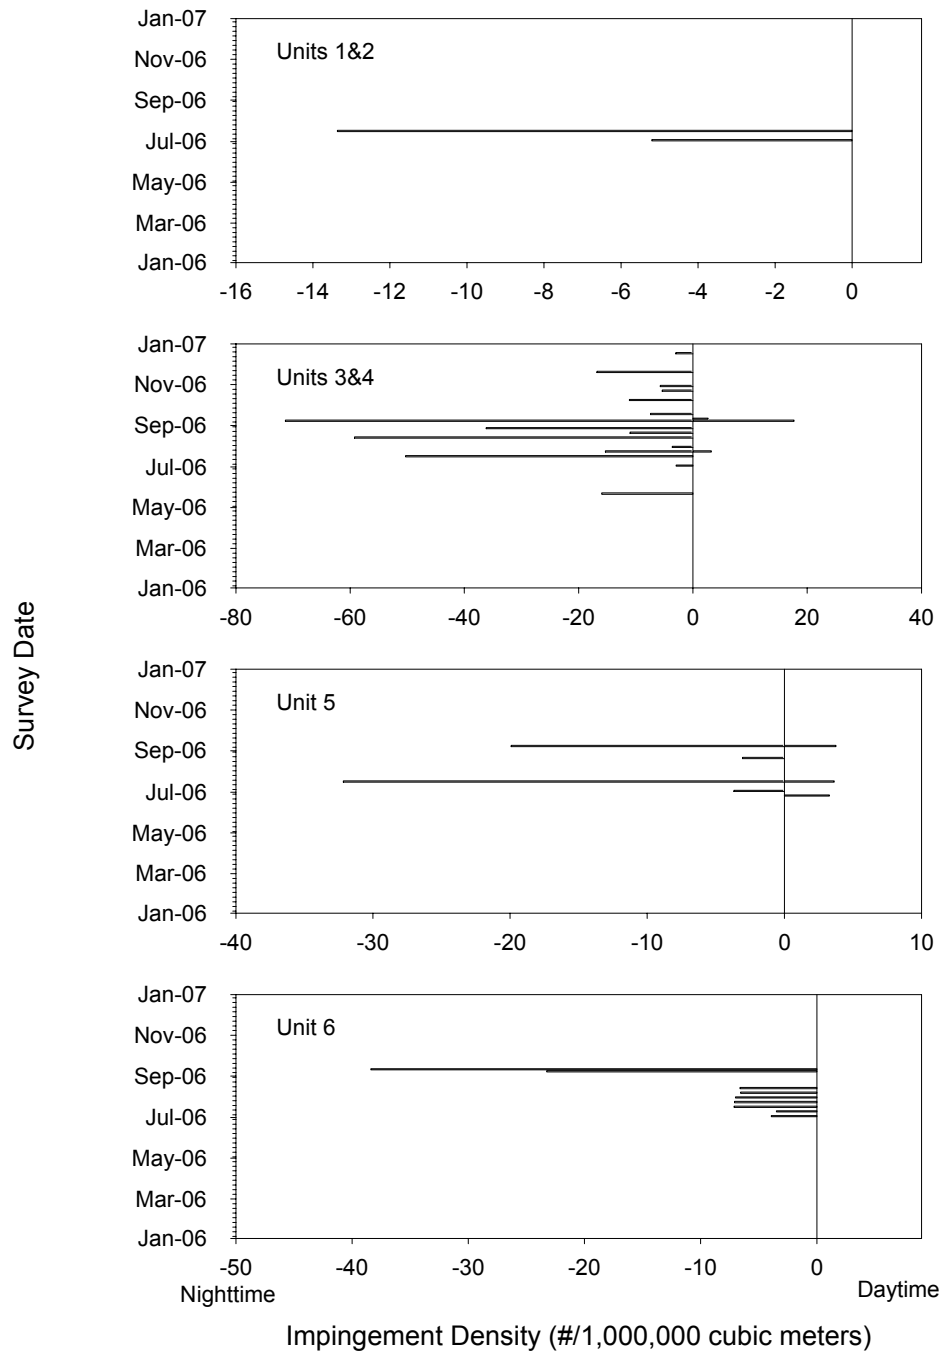 Jan-07
Units 1&2
Nov-06
Sep-06
Jul-06
May-06
Mar-06
Jan-06
-16 -14 -12 -10 -8 -6 -4 -2 0
Jan-07
Units 3&4
Nov-06
Sep-06
Jul-06
May-06
Mar-06
Jan-06
-80 -60 -40 -20 0 20 40
Survey Date
Jan-07
Unit 5
Nov-06
Sep-06
Jul-06
May-06
Mar-06
Jan-06
-40 -30 -20 -10 0 10
Jan-07
Unit 6
Nov-06
Sep-06
Jul-06
May-06
Mar-06
Jan-06
-50 -40 -30 -20 -10 0
Nighttime Daytime
Impingement Density (#/1,000,000 cubic meters)